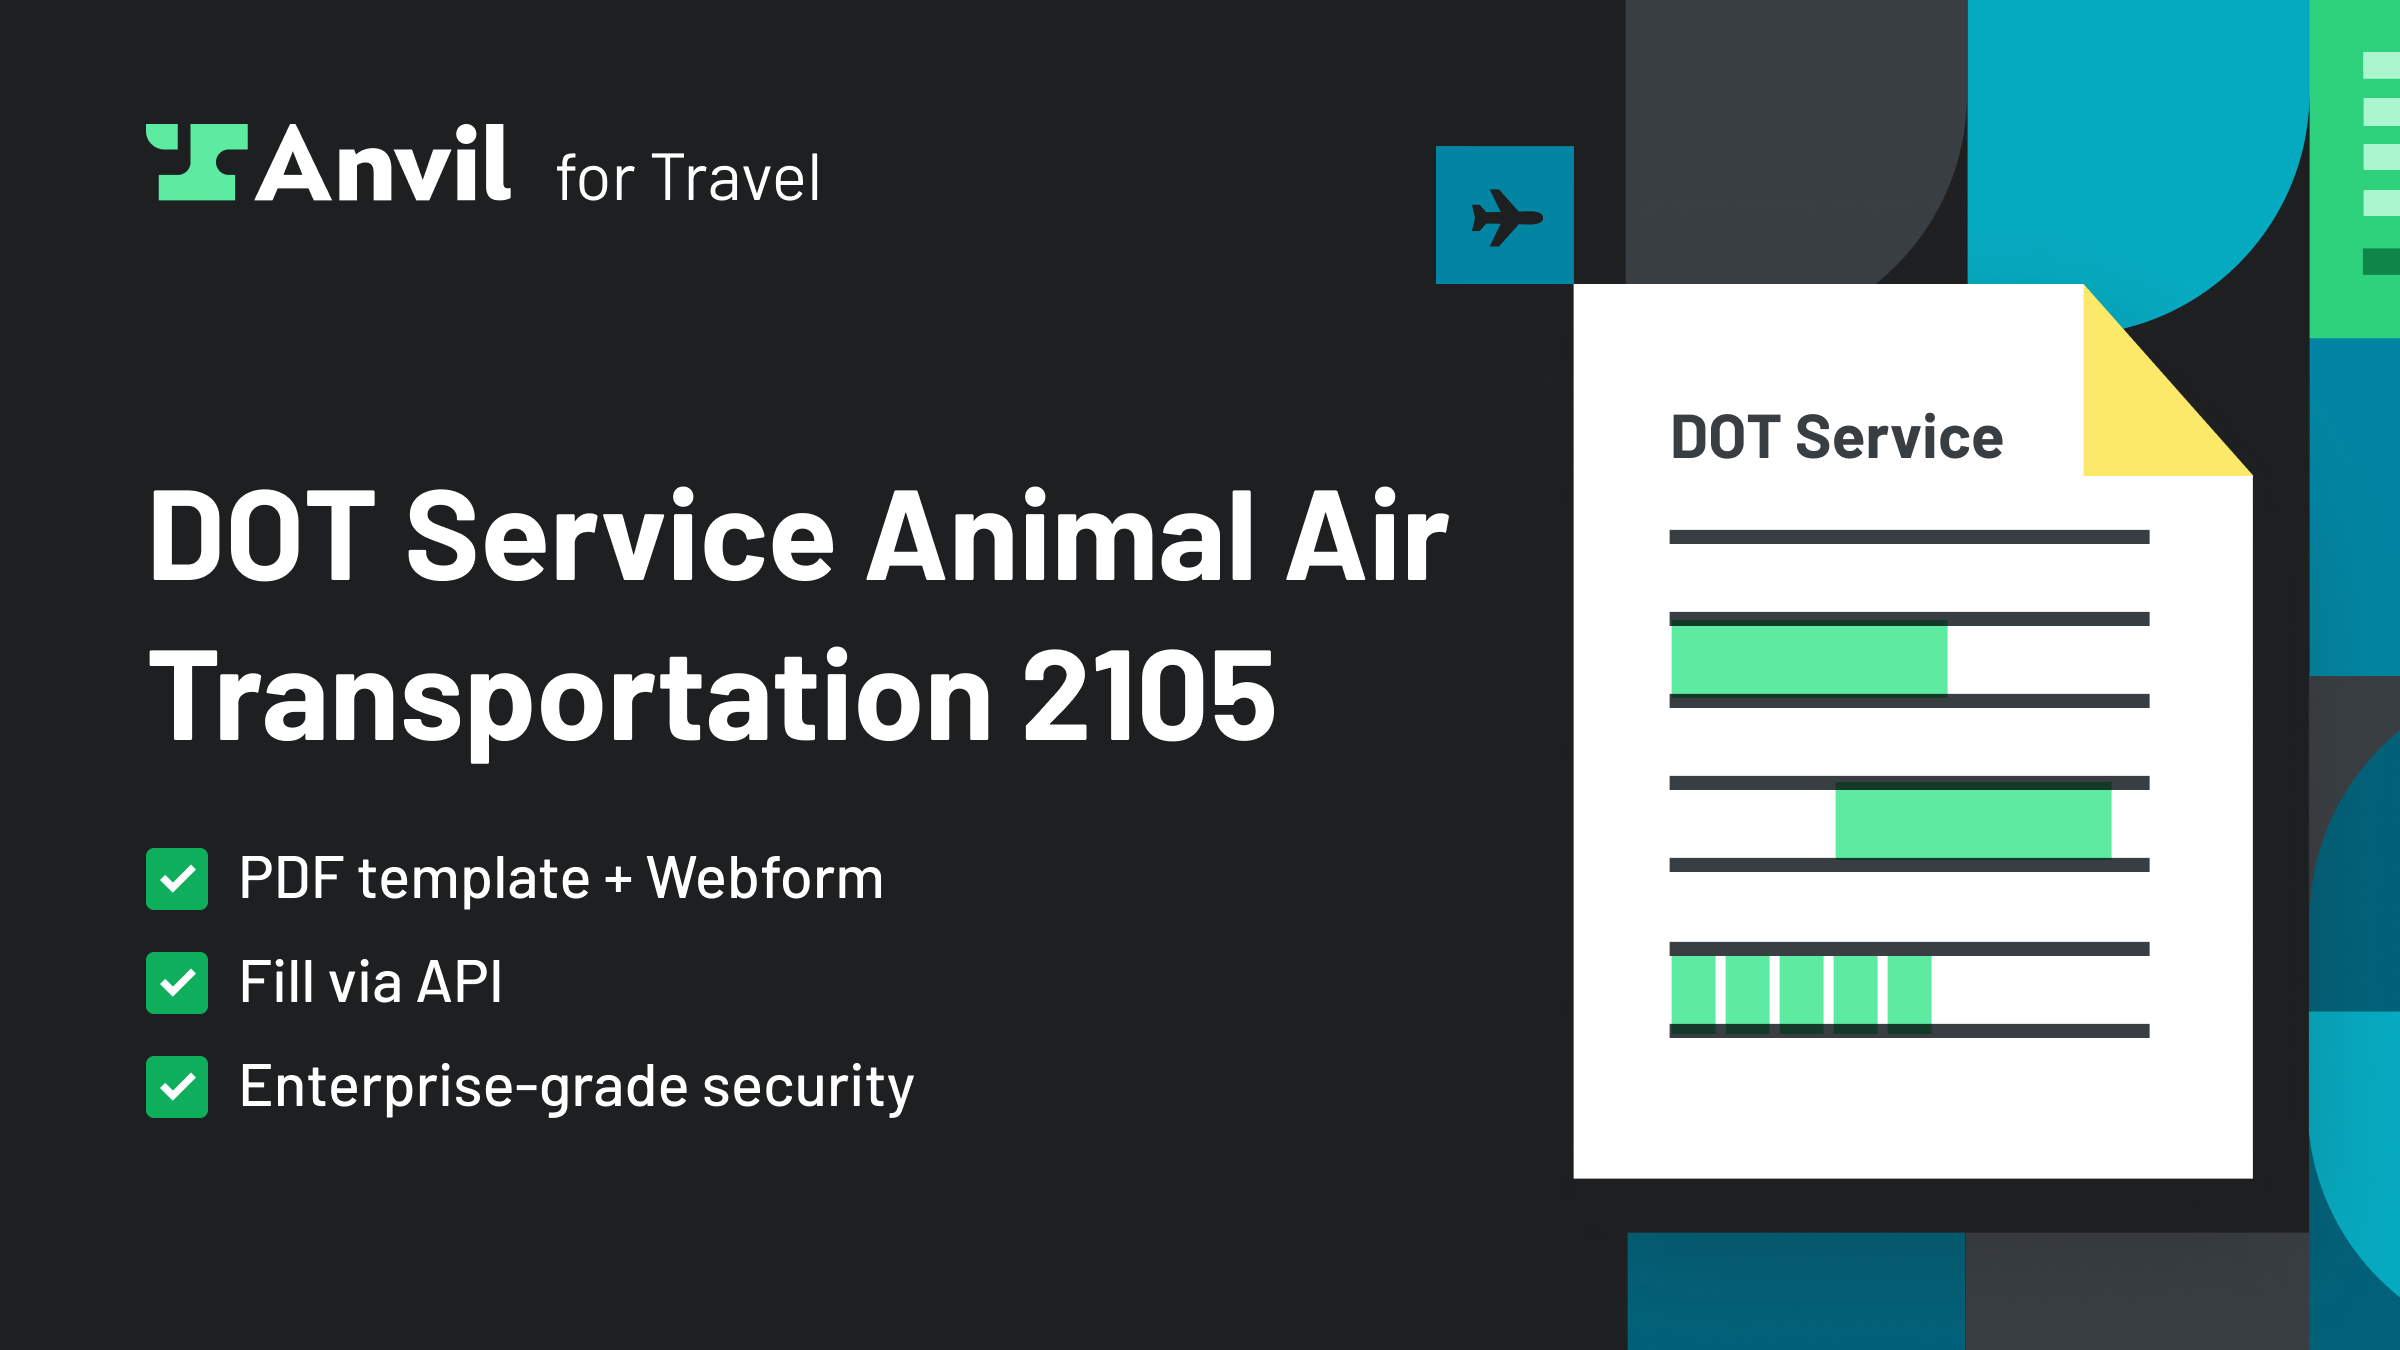 Anvil for Travel
DOT Service Animal Air
Transportation 2105
PDF template + Webform
Fill via API
Enterprise-grade security
DOT Service